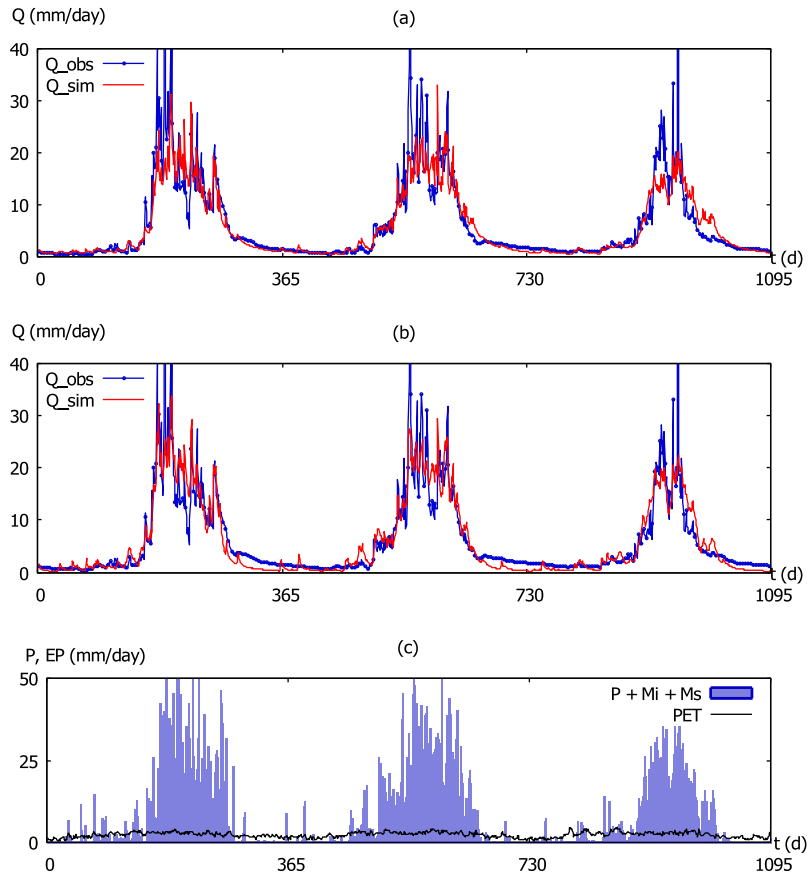 Q (mm/day)
(a)
40
30
20
10
0
Q_obs
Q_sim
0
365
730
1095
t (d)
Q (mm/day)
(b)
40
30
20
10
0
Q_obs
Q_sim
0
365
730
1095
t (d)
P, EP (mm/day)
(c)
50
25
0
P + Mi + Ms
PET
0
365
730
1095
t (d)